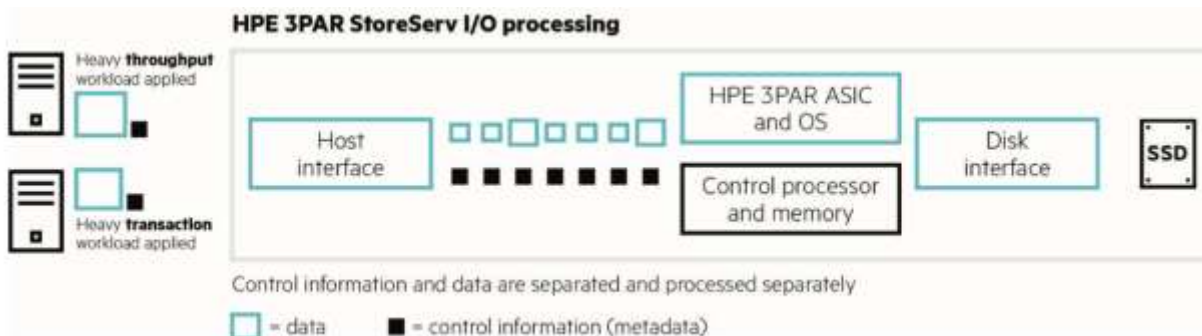 HPE 3PAR StoreServ I/O processing
Heavy throughput
workload applied
Host
interface
HPE 3PAR ASIC
and OS
Control processor
and memory
Disk
interface
SSD
Heavy transaction
workload applied
Control information and data are separated and processed separately
= data
= control information (metadata)